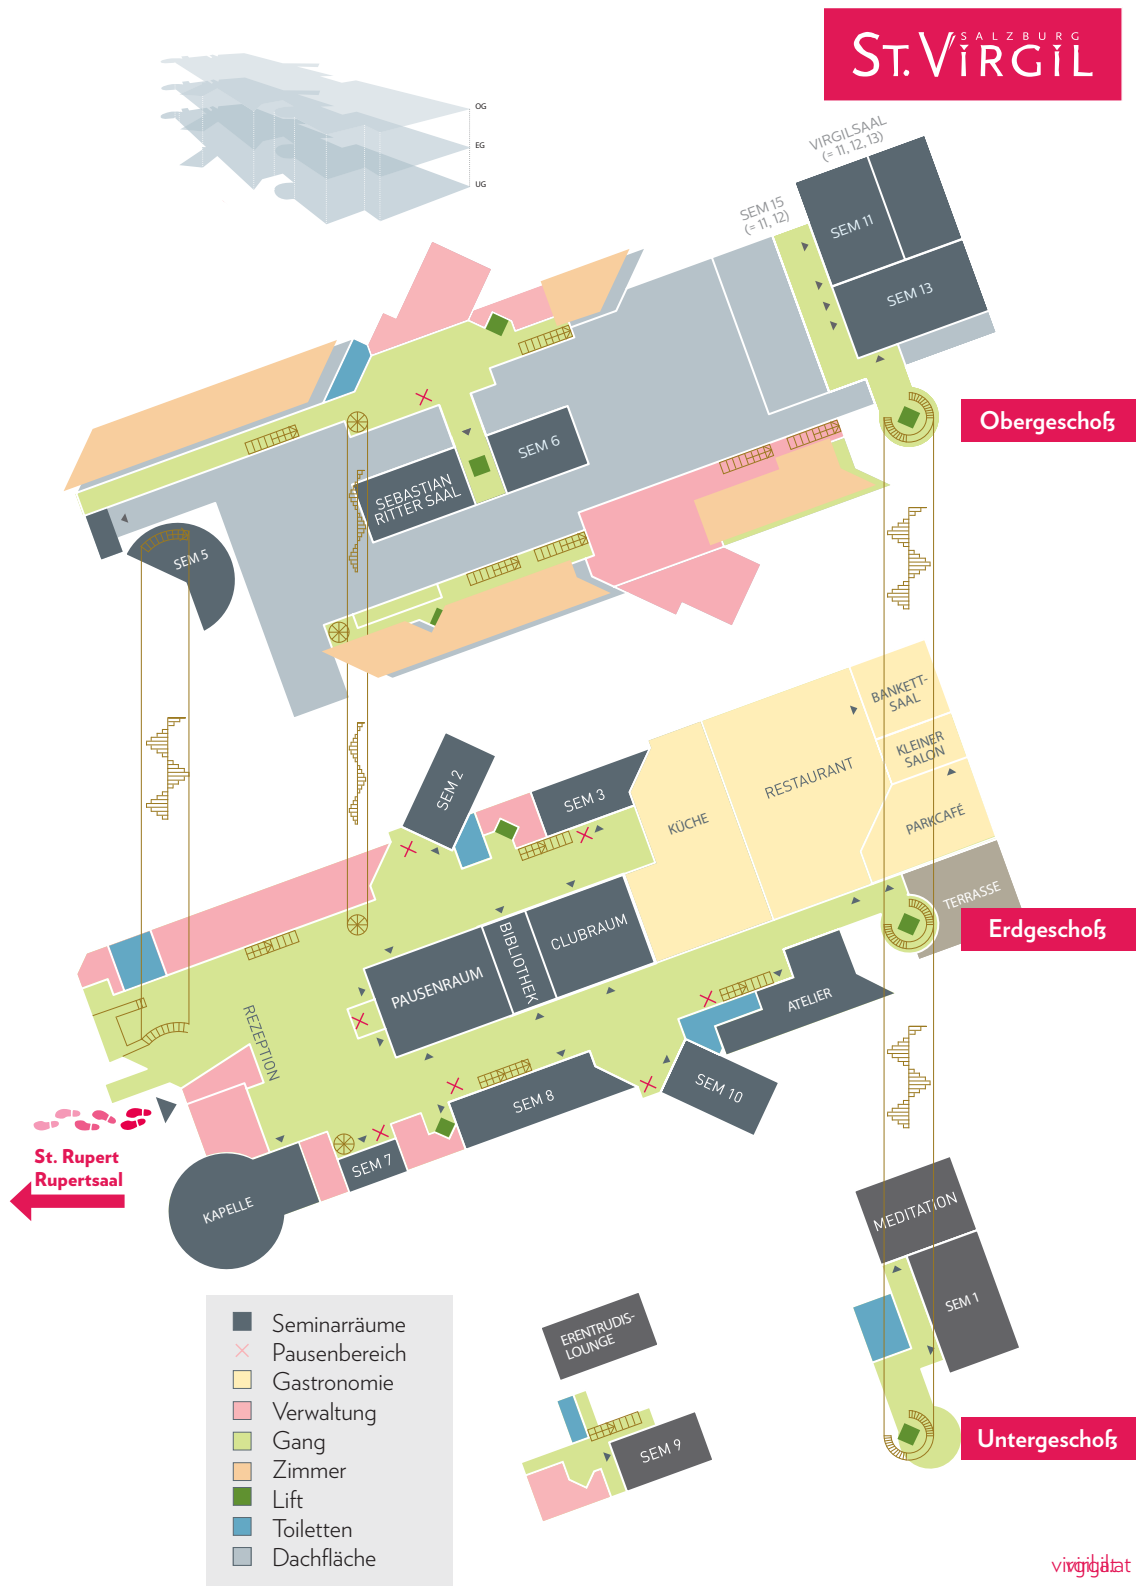 SALZBURG
ST. VIRGIL
OG
EG
UG
VIRGILSAAL
(= 11, 12, 13)
SEM 15
(= 11, 12)
SEM 11
SEM 13
Obergeschoß
SEM 6
SEBASTIAN
RITTER SAAL
SEM 5
BANKETT-
SAAL
KLEINER
SALON
RESTAURANT
PARKCAFÉ
KÜCHE
SEM 2
SEM 3
TERRASSE
Erdgeschoß
CLUBRAUM
BIBLIOTHEK
PAUSENRAUM
ATELIER
REZEPTION
SEM 10
SEM 8
SEM 7
St. Rupert
Rupertsaal
KAPELLE
MEDITATION
SEM 1
ERENTRUDIS-
LOUNGE
SEM 9
Untergeschoß
Seminarräume
Pausenbereich
Gastronomie
Verwaltung
Gang
Zimmer
Lift
Toiletten
Dachfläche
virgil.at